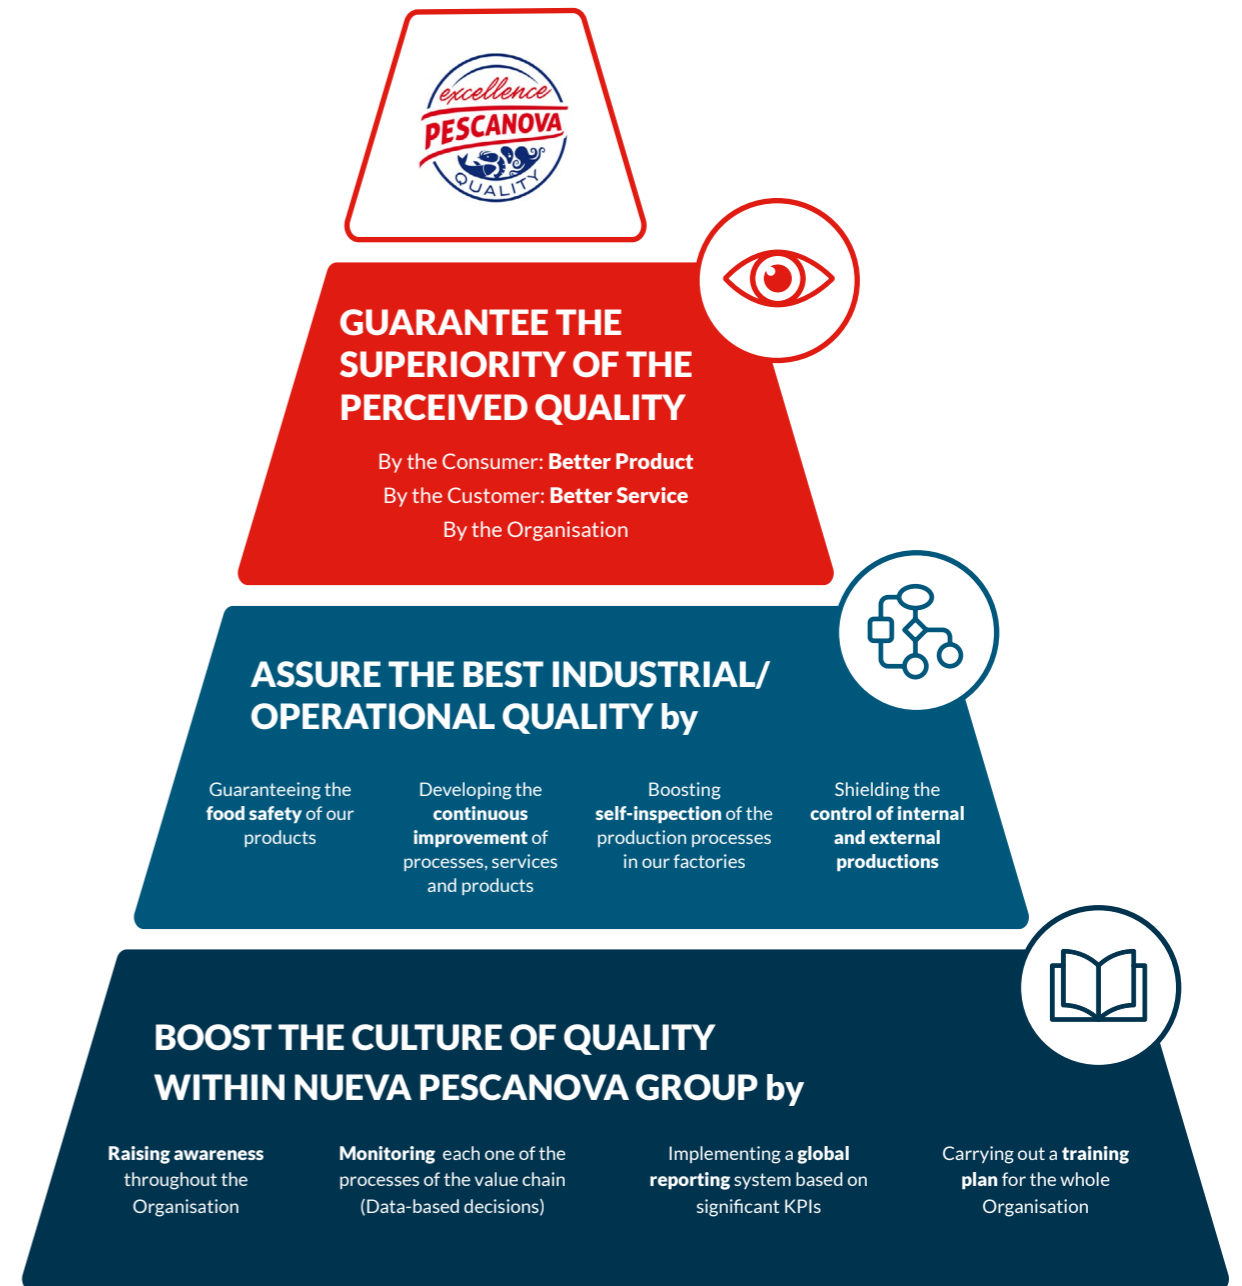 excellence
PESCANOVA
QUALITY
GUARANTEE THE
SUPERIORITY OF THE
PERCEIVED QUALITY
By the Consumer: Better Product
By the Customer: Better Service
By the Organisation
ASSURE THE BEST INDUSTRIAL/
OPERATIONAL QUALITY by
Guaranteeing the
food safety of our
products
Developing the
continuous
improvement of
processes, services
and products
Boosting
self-inspection of the
production processes
in our factories
Shielding the
control of internal
and external
productions
BOOST THE CULTURE OF QUALITY
WITHIN NUEVA PESCANOVA GROUP by
Raising awareness
throughout the
Organisation
Monitoring each one of the
processes of the value chain
(Data-based decisions)
Implementing a global
reporting system based on
significant KPIs
Carrying out a training
plan for the whole
Organisation